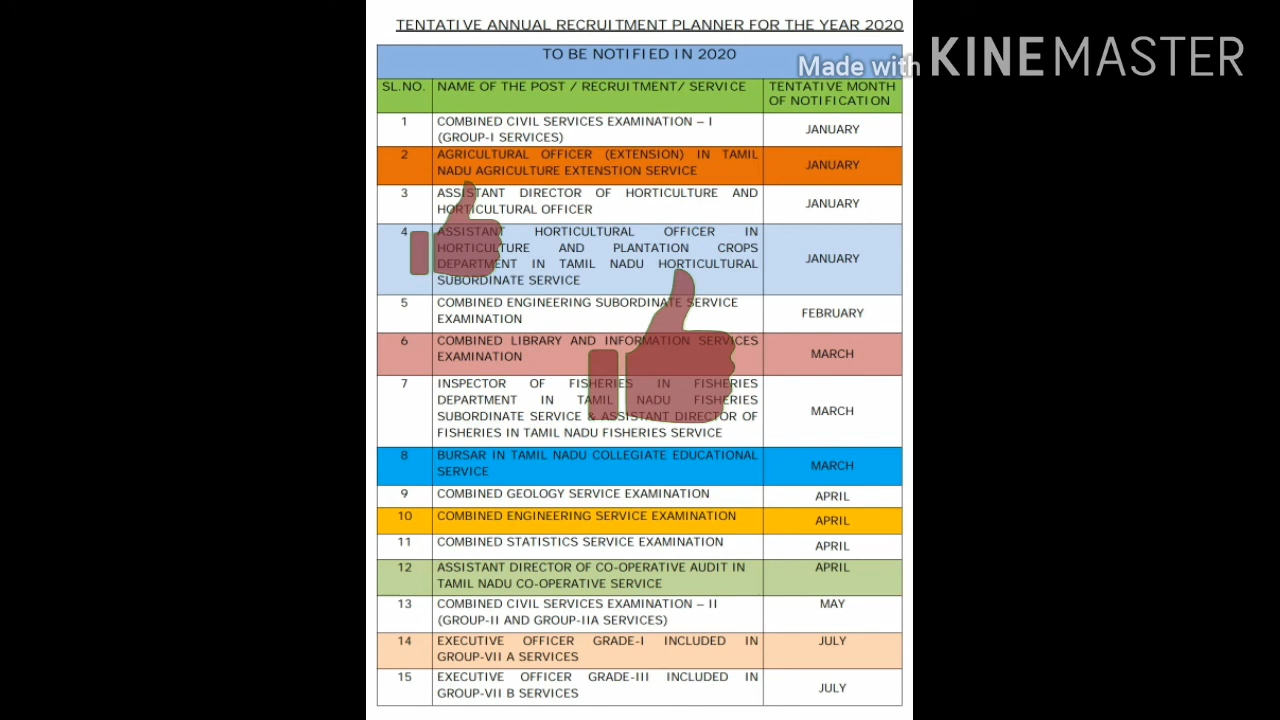 TENTATIVE ANNUAL RECRUITMENT PLANNER FOR THE YEAR 2020
TO BE NOTIFIED IN 2020
Made with KINEMASTER
SL.NO. NAME OF THE POST / RECRUITMENT/ SERVICE TENTATIVE MONTH
OF NOTIFICATION
1 COMBINED CIVIL SERVICES EXAMINATION – I
(GROUP-I SERVICES) JANUARY
2 AGRICULTURAL OFFICER (EXTENSION) IN TAMIL
NADU AGRICULTURE EXTENSTION SERVICE JANUARY
3 ASSISTANT DIRECTOR OF HORTICULTURE AND
HORTICULTURAL OFFICER JANUARY
4 ASSISTANT HORTICULTURAL OFFICER IN
HORTICULTURE AND PLANTATION CROPS
DEPARTMENT IN TAMIL NADU HORTICULTURAL
SUBORDINATE SERVICE JANUARY
5 COMBINED ENGINEERING SUBORDINATE SERVICE
EXAMINATION FEBRUARY
6 COMBINED LIBRARY AND INFORMATION SERVICES
EXAMINATION MARCH
7 INSPECTOR OF FISHERIES IN FISHERIES
DEPARTMENT IN TAMIL NADU FISHERIES
SUBORDINATE SERVICE & ASSISTANT DIRECTOR OF
FISHERIES IN TAMIL NADU FISHERIES SERVICE MARCH
8 BURSAR IN TAMIL NADU COLLEGIATE EDUCATIONAL
SERVICE MARCH
9 COMBINED GEOLOGY SERVICE EXAMINATION APRIL
10 COMBINED ENGINEERING SERVICE EXAMINATION APRIL
11 COMBINED STATISTICS SERVICE EXAMINATION APRIL
12 ASSISTANT DIRECTOR OF CO-OPERATIVE AUDIT IN
TAMIL NADU CO-OPERATIVE SERVICE APRIL
13 COMBINED CIVIL SERVICES EXAMINATION – II
(GROUP-II AND GROUP-IIA SERVICES) MAY
14 EXECUTIVE OFFICER GRADE-I INCLUDED IN
GROUP-VII A SERVICES JULY
15 EXECUTIVE OFFICER GRADE-III INCLUDED IN
GROUP-VII B SERVICES JULY